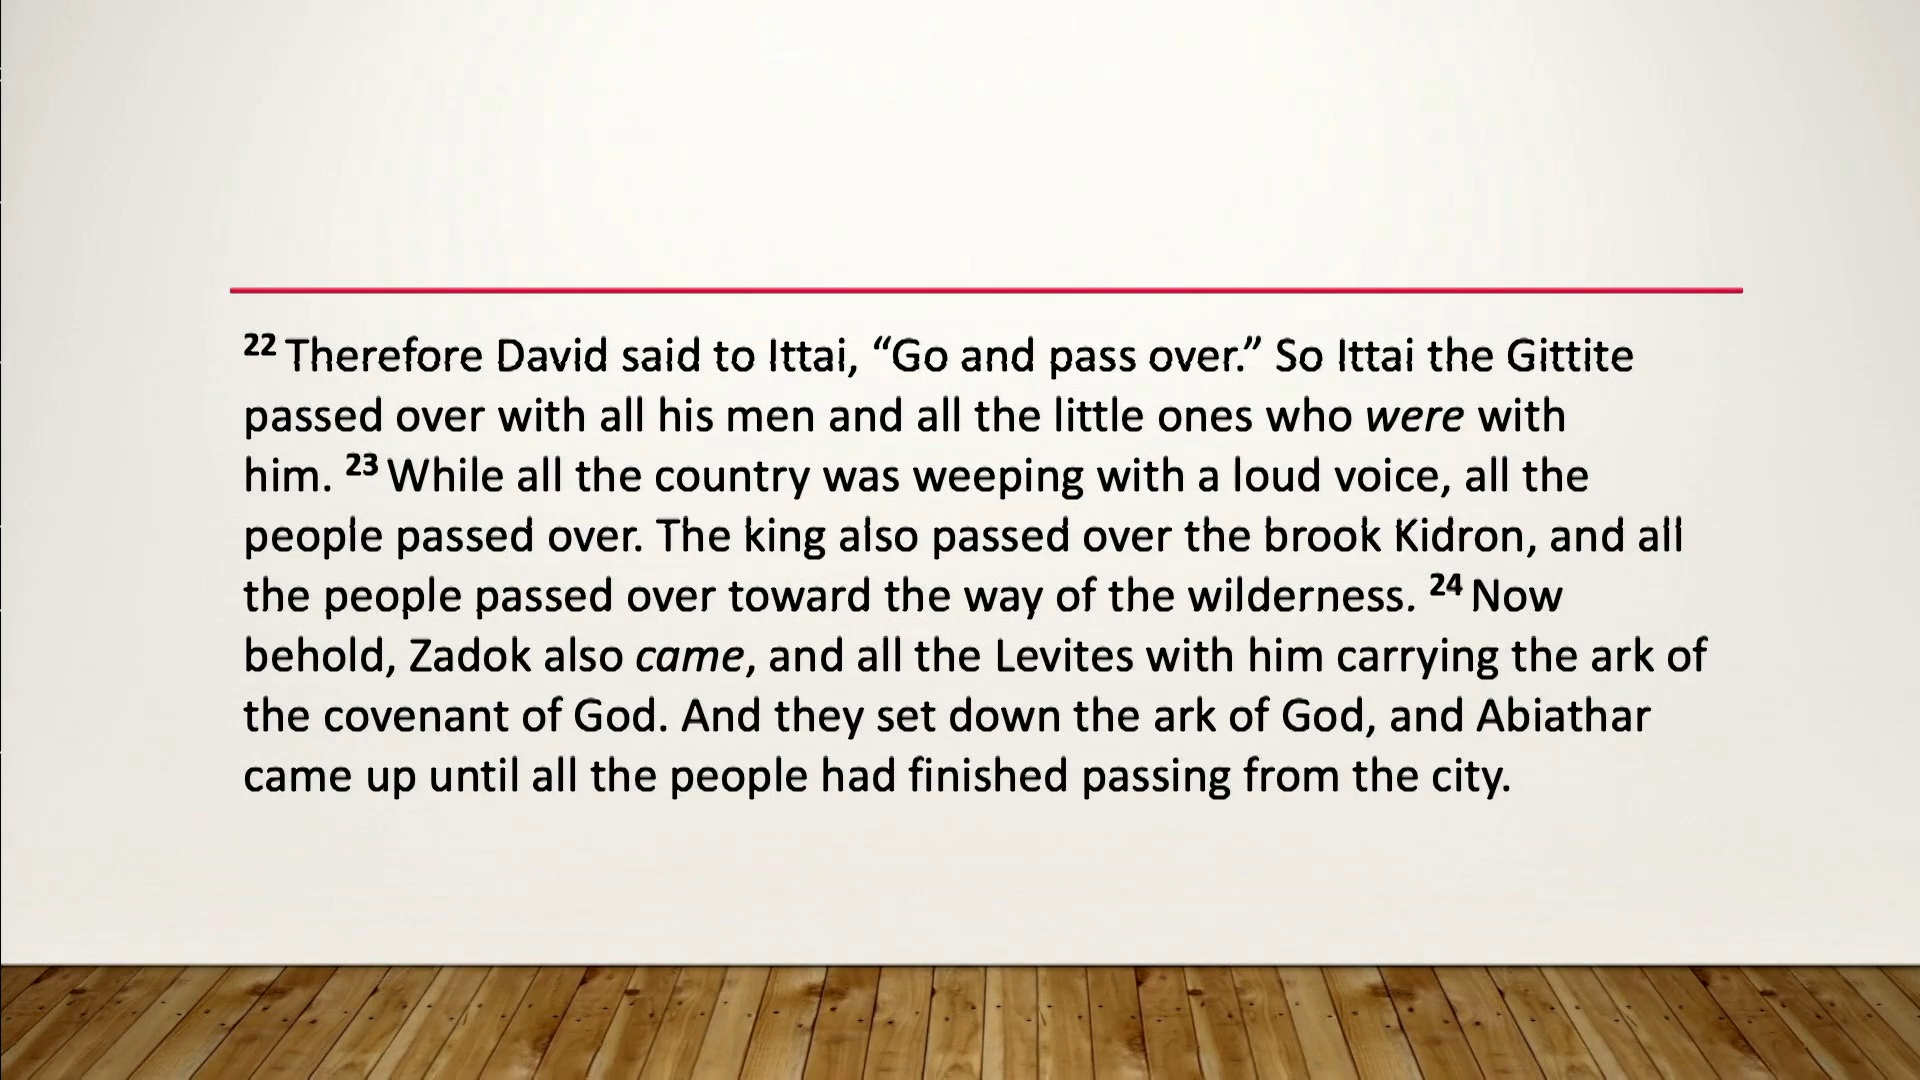 22 Therefore David said to Ittai, “Go and pass over.” So Ittai the Gittite
passed over with all his men and all the little ones who were with
him. 23 While all the country was weeping with a loud voice, all the
people passed over. The king also passed over the brook Kidron, and all
the people passed over toward the way of the wilderness. 24 Now
behold, Zadok also came, and all the Levites with him carrying the ark of
the covenant of God. And they set down the ark of God, and Abiathar
came up until all the people had finished passing from the city.